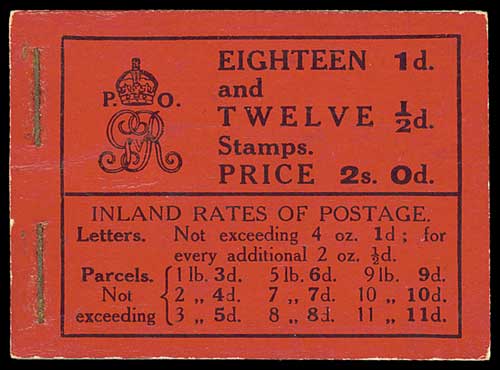 EIGHTEEN 1d.
and
P. O.
TWELVE ½d.
Stamps.
PRICE 2s. 0d.
INLAND RATES OF POSTAGE.
Letters. Not exceeding 4 oz. 1d; for
every additional 2 oz. ½d.
Parcels. { 1 lb. 3d. 5 lb. 6d. 9 lb. 9d.
Not 2 ,, 4d. 7 ,, 7d. 10 ,, 10d.
exceeding 3 ,, 5d. 8 ,, 8d. 11 ,, 11d.